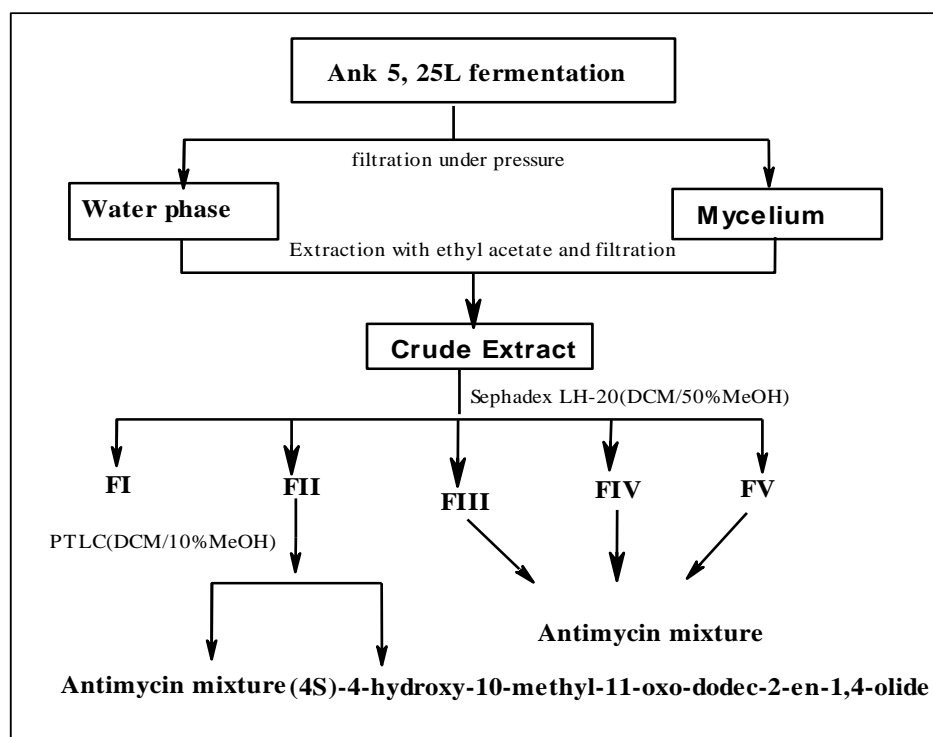 Ank 5, 25L fermentation
filtration under pressure
Water phase
Mycelium
Extraction with ethyl acetate and filtration
Crude Extract
Sephadex LH-20(DCM/50%MeOH)
FI
FII
FIII
FIV
FV
PTLC(DCM/10%MeOH)
Antimycin mixture
Antimycin mixture
(4S)-4-hydroxy-10-methyl-11-oxo-dodec-2-en-1,4-olide